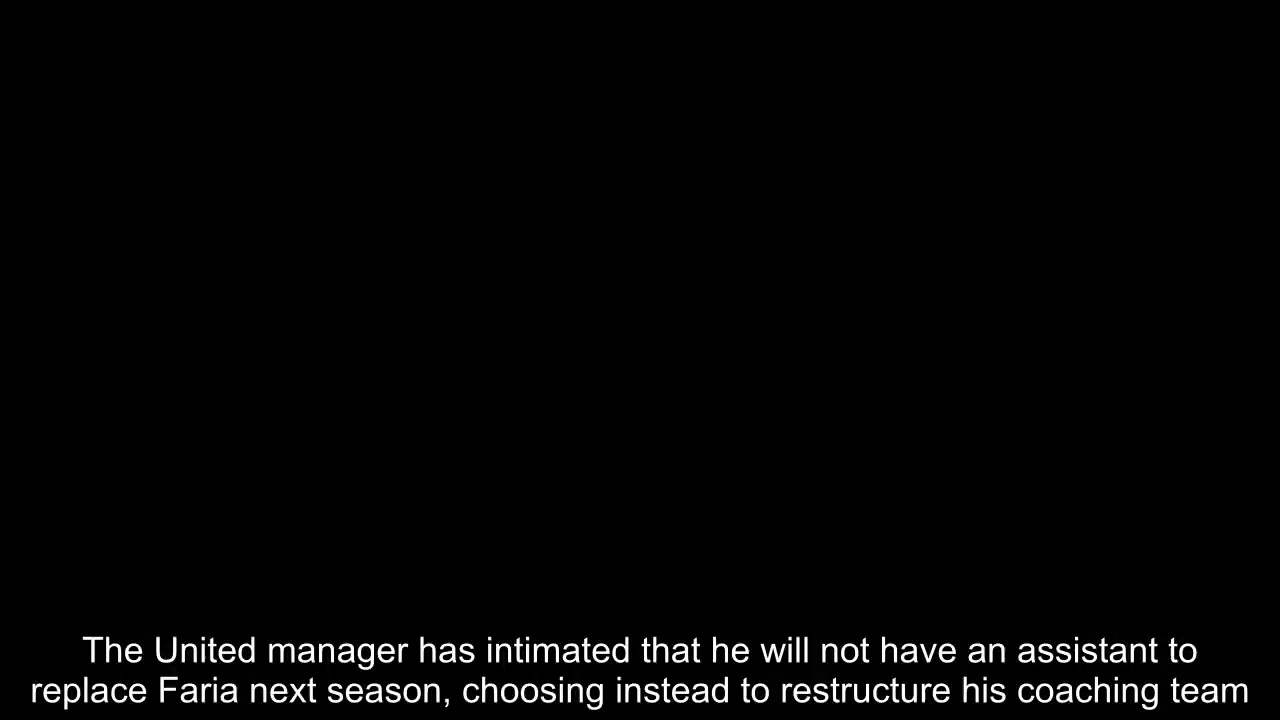 The United manager has intimated that he will not have an assistant to
replace Faria next season, choosing instead to restructure his coaching team